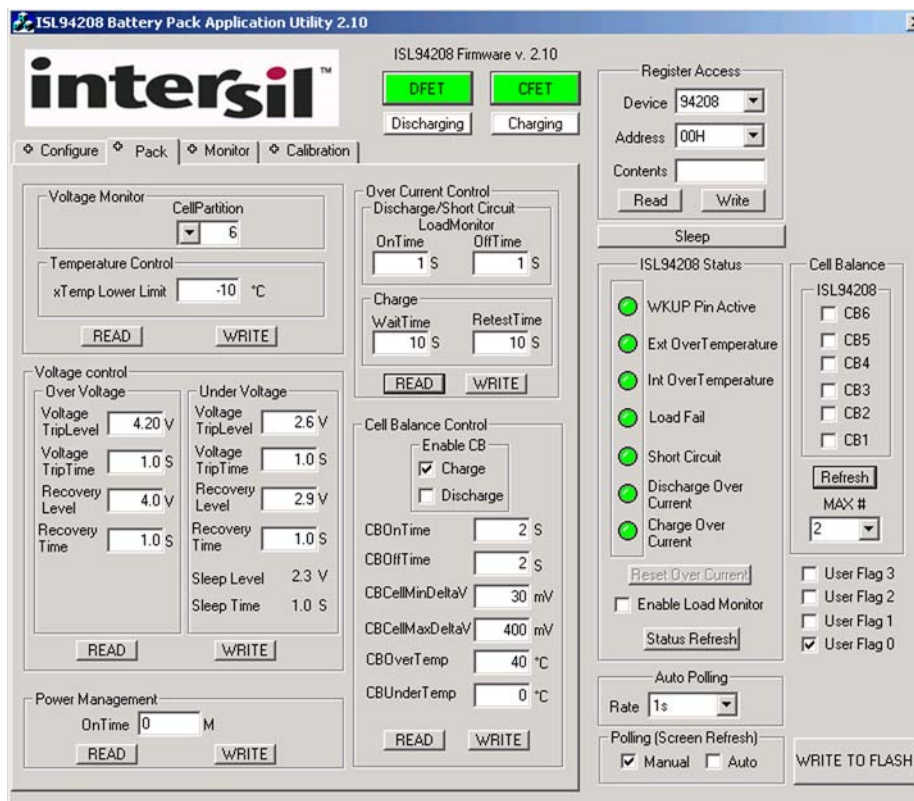 ISL94208 Battery Pack Application Utility 2.10
intersil™
ISL94208 Firmware v. 2.10
DFET CFET
Discharging Charging
Configure Pack Monitor Calibration
Voltage Monitor
CellPartition
6
Temperature Control
xTemp Lower Limit -10 °C
READ WRITE
Over Current Control
Discharge/Short Circuit
LoadMonitor
OnTime OffTime
1 S 1 S
Charge
WaitTime RetestTime
10 S 10 S
READ WRITE
Voltage control
Over Voltage
Voltage
TripLevel 4.20 V
Voltage
TripTime 1.0 S
Recovery
Level 4.0 V
Recovery
Time 1.0 S
Under Voltage
Voltage
TripLevel 2.6 V
Voltage
TripTime 1.0 S
Recovery
Level 2.9 V
Recovery
Time 1.0 S
Sleep Level 2.3 V
Sleep Time 1.0 S
READ WRITE
Cell Balance Control
Enable CB
Charge
Discharge
CBOnTime 2 S
CBOffTime 2 S
CBCellMinDeltaV 30 mV
CBCellMaxDeltaV 400 mV
CBOverTemp 40 °C
CBUnderTemp 0 °C
READ WRITE
Power Management
OnTime 0 M
READ WRITE
Register Access
Device 94208
Address 00H
Contents
Read Write
Sleep
ISL94208 Status
WKUP Pin Active
Ext OverTemperature
Int OverTemperature
Load Fail
Short Circuit
Discharge Over
Current
Charge Over
Current
Reset Over Current
Enable Load Monitor
Status Refresh
Cell Balance
ISL94208
CB6
CB5
CB4
CB3
CB2
CB1
Refresh
MAX #
2
User Flag 3
User Flag 2
User Flag 1
User Flag 0
Auto Polling
Rate 1s
Polling (Screen Refresh)
Manual Auto
WRITE TO FLASH